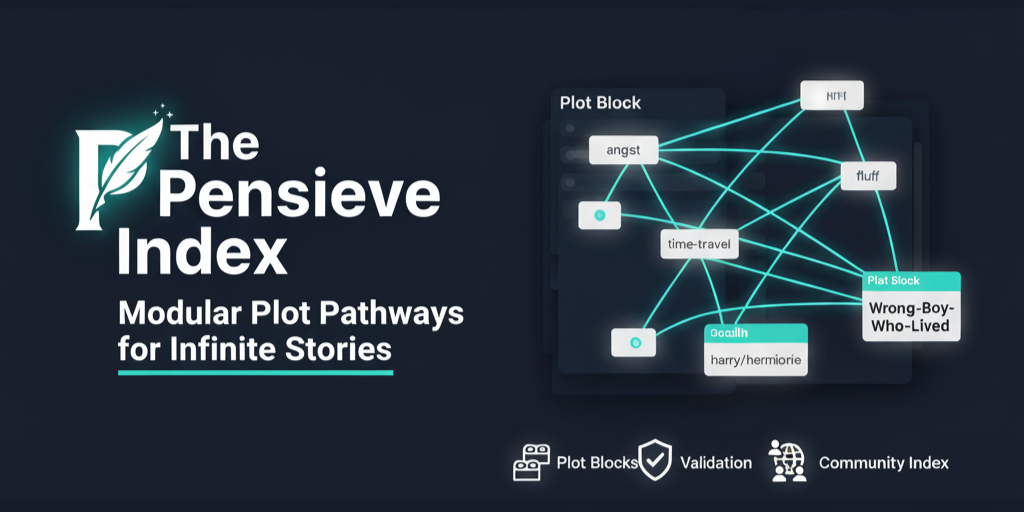 The
Pensieve
Index
Modular Plot Pathways
for Infinite Stories
Plot Block
angst
fluff
time-travel
Plat Slock
Wrong-Boy-
Who-Lived
harry/hermiorie
Plot Blocks
Validation
Community Index